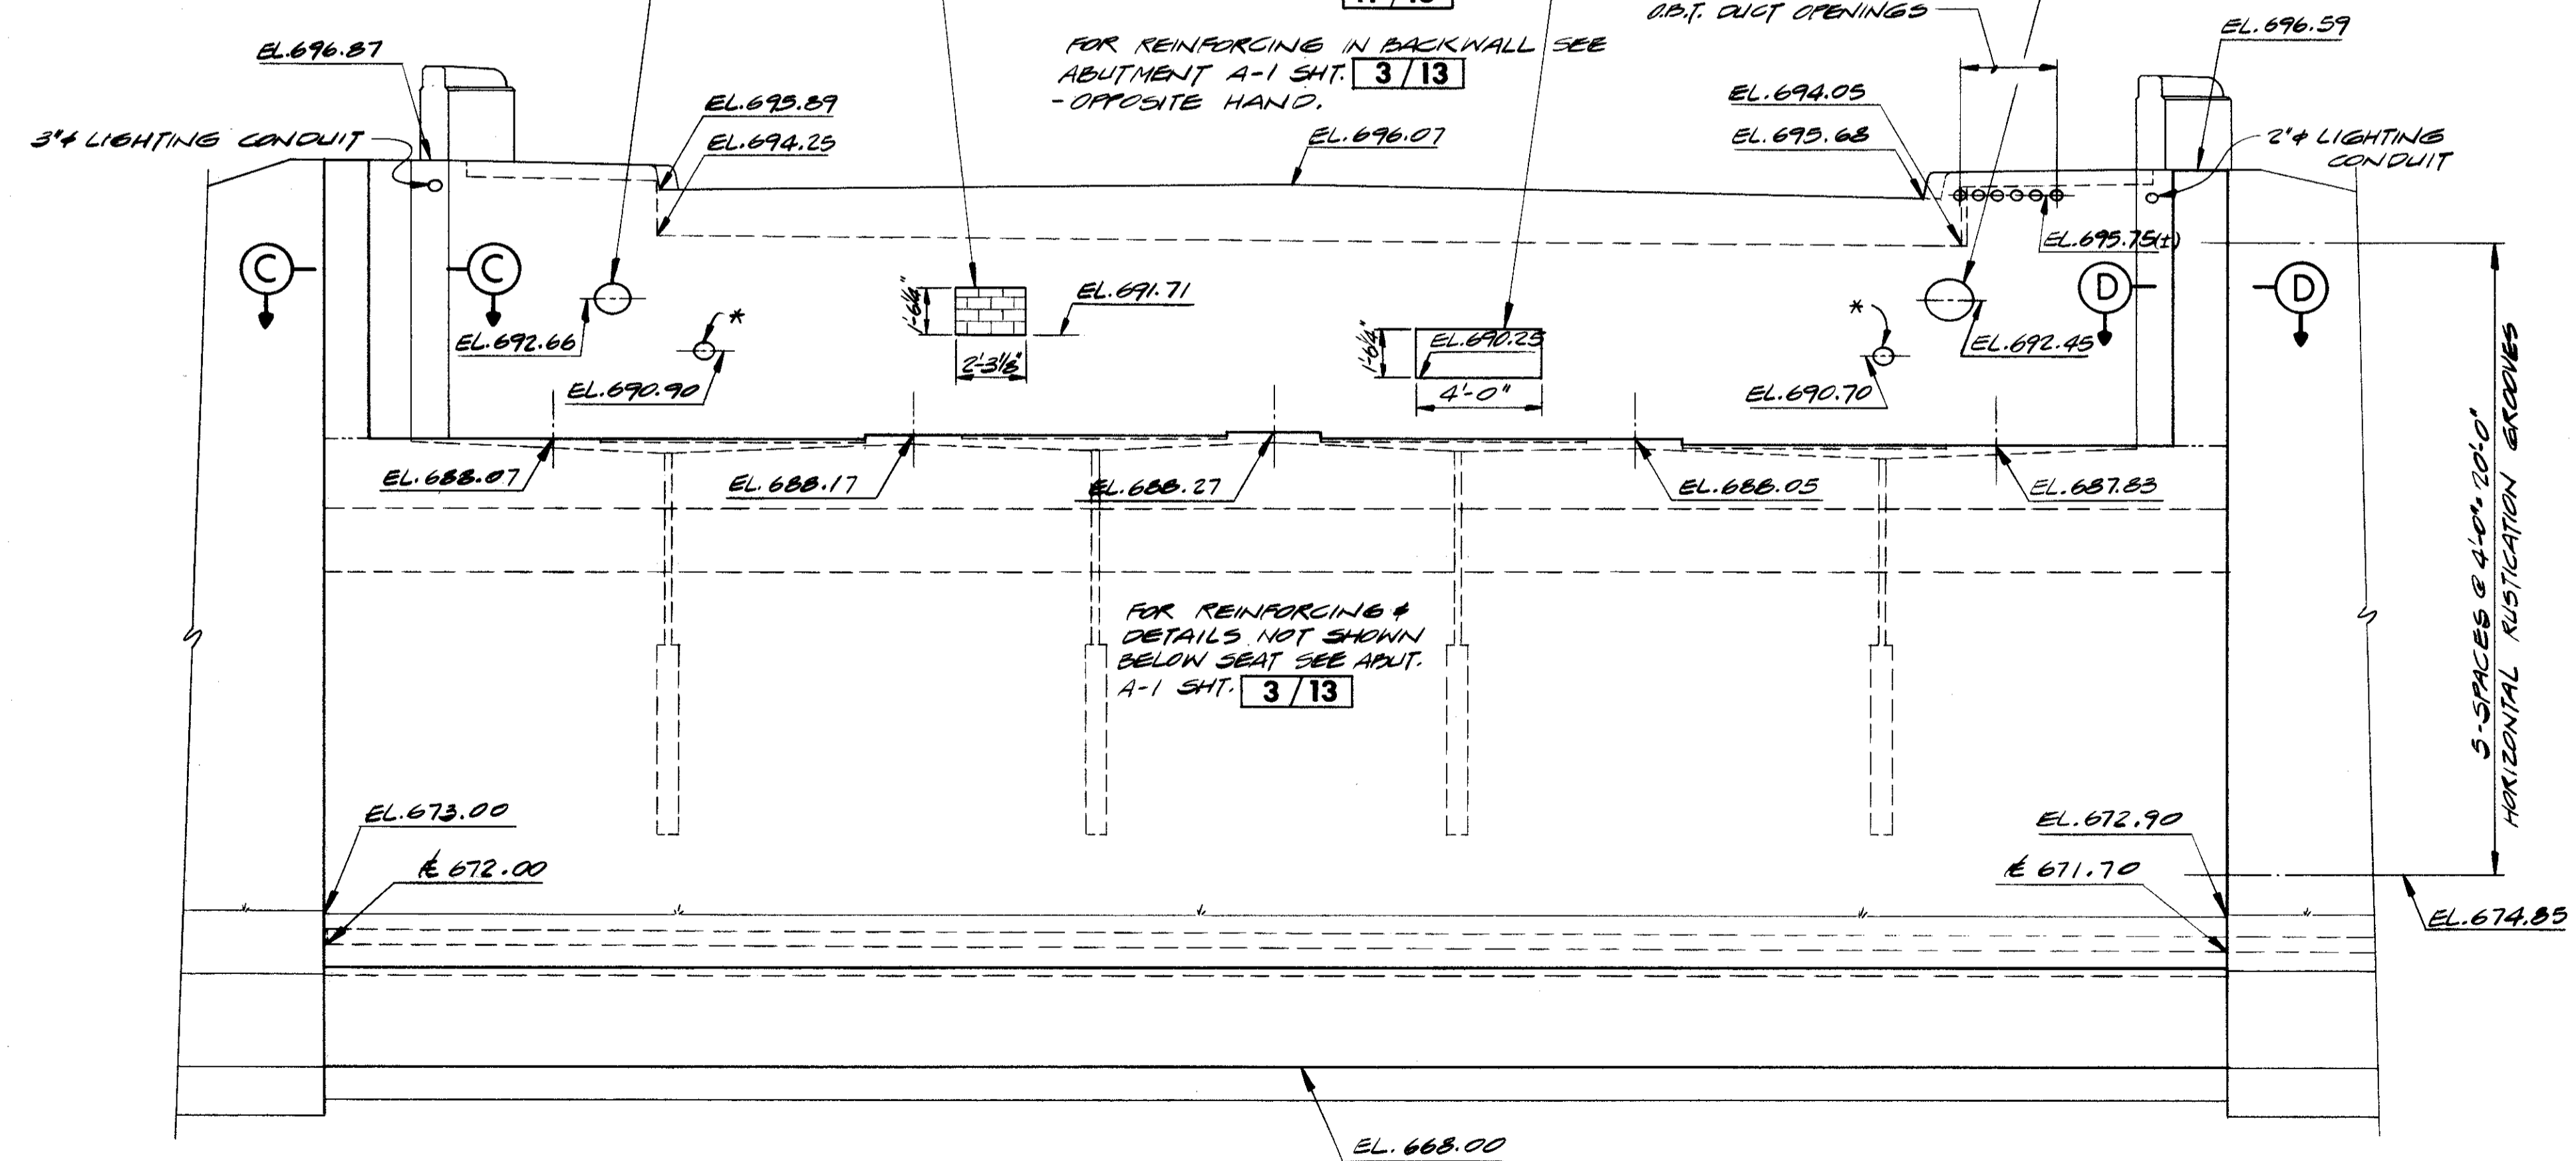 O.B.T. DUCT OPENINGS
EL.696.59
EL.696.87
FOR REINFORCING IN BACKWALL SEE
ABUTMENT A-1 SHT. 3/13
-OPPOSITE HAND.
EL.695.89
EL.694.25
EL.694.05
EL.695.68
EL.696.07
3"ϕ LIGHTING CONDUIT
2"ϕ LIGHTING
CONDUIT
C
C
EL.695.75(±)
D
D
1'-6¼"
EL.691.71
2'-3⅛"
EL.692.66
*
EL.690.90
1'-6¼"
EL.690.25
4'-0"
*
EL.690.70
EL.692.45
EL.688.07
EL.688.17
EL.688.27
EL.688.05
EL.687.83
5-SPACES @ 4'-0"=20'-0"
HORIZONTAL RUSTICATION GROOVES
FOR REINFORCING &
DETAILS NOT SHOWN
BELOW SEAT SEE ABUT.
A-1 SHT. 3/13
EL.673.00
672.00
EL.672.90
671.70
EL.674.85
EL. 668.00